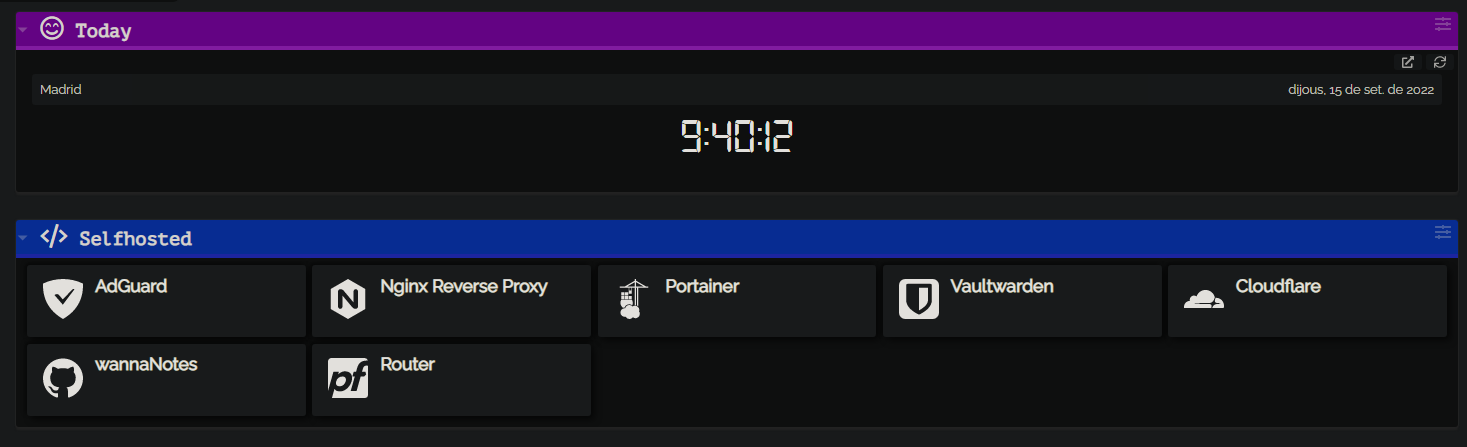 Today
Madrid dijous, 15 de set. de 2022
9:40:12
Selfhosted
AdGuard Nginx Reverse Proxy Portainer Vaultwarden Cloudflare
wannaNotes pf Router